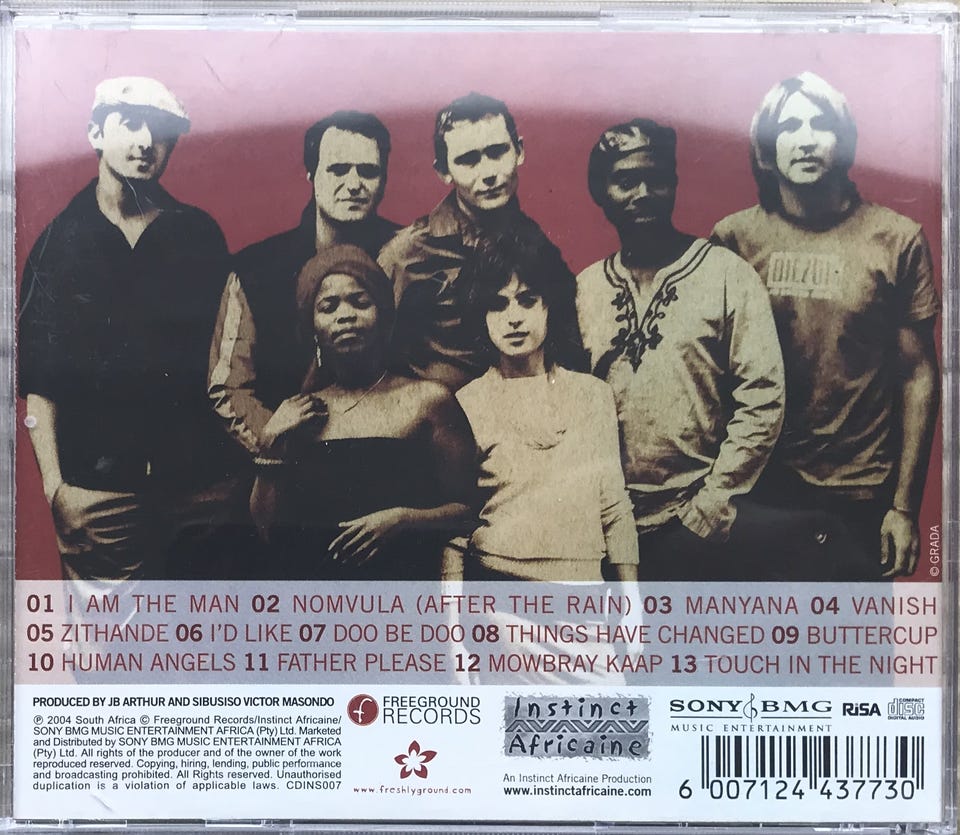 DIEZEL
© GRADA
01 I AM THE MAN 02 NOMVULA (AFTER THE RAIN) 03 MANYANA 04 VANISH
05 ZITHANDE 06 I'D LIKE 07 DOO BE DOO 08 THINGS HAVE CHANGED 09 BUTTERCUP
10 HUMAN ANGELS 11 FATHER PLEASE 12 MOWBRAY KAAP 13 TOUCH IN THE NIGHT
PRODUCED BY JB ARTHUR AND SIBUSISO VICTOR MASONDO
℗ 2004 South Africa © Freeground Records/Instinct Africaine/
SONY BMG MUSIC ENTERTAINMENT AFRICA (Pty) Ltd. Marketed
and Distributed by SONY BMG MUSIC ENTERTAINMENT AFRICA
(Pty) Ltd. All rights of the producer and of the owner of the work
reproduced reserved. Copying, hiring, lending, public performance
and broadcasting prohibited. All Rights reserved. Unauthorised
duplication is a violation of applicable laws. CDINS007
f FREEGROUND
RECORDS
www.freshlyground.com
Instinct
Africaine
An Instinct Africaine Production
www.instinctafricaine.com
SONY BMG
MUSIC ENTERTAINMENT
RiSA
COMPACT
disc
DIGITAL AUDIO
6 007124 437730